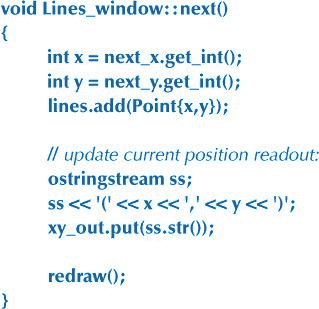 void Lines_window::next()
{
int x = next_x.get_int();
int y = next_y.get_int();
lines.add(Point{x,y});
// update current position readout:
ostringstream ss;
ss << '(' << x << ',' << y << ')';
xy_out.put(ss.str());
redraw();
}